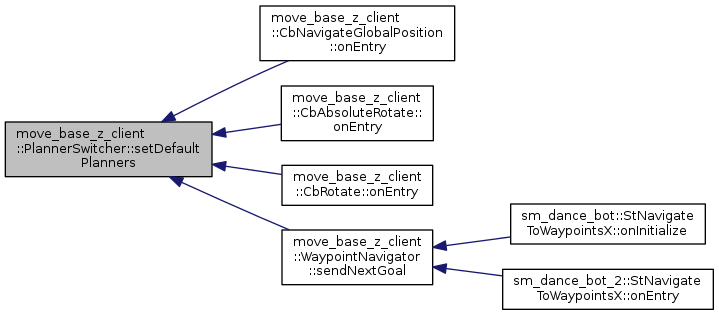 move_base_z_client
::CbNavigateGlobalPosition
::onEntry
move_base_z_client
::CbAbsoluteRotate::
onEntry
move_base_z_client
::PlannerSwitcher::setDefault
Planners
move_base_z_client
::CbRotate::onEntry
move_base_z_client
::WaypointNavigator
::sendNextGoal
sm_dance_bot::StNavigate
ToWaypointsX::onInitialize
sm_dance_bot_2::StNavigate
ToWaypointsX::onEntry